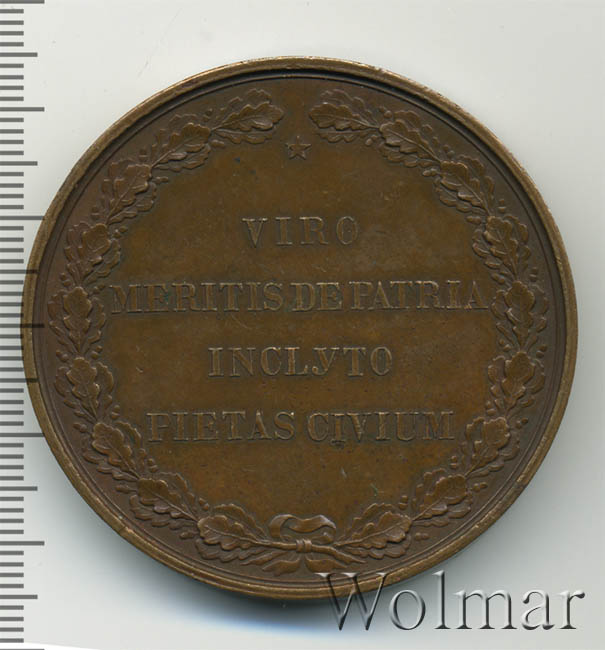 VIRO
MERITIS DE PATRIA
INCLYTO
PIETAS CIVIUM
Wolmar